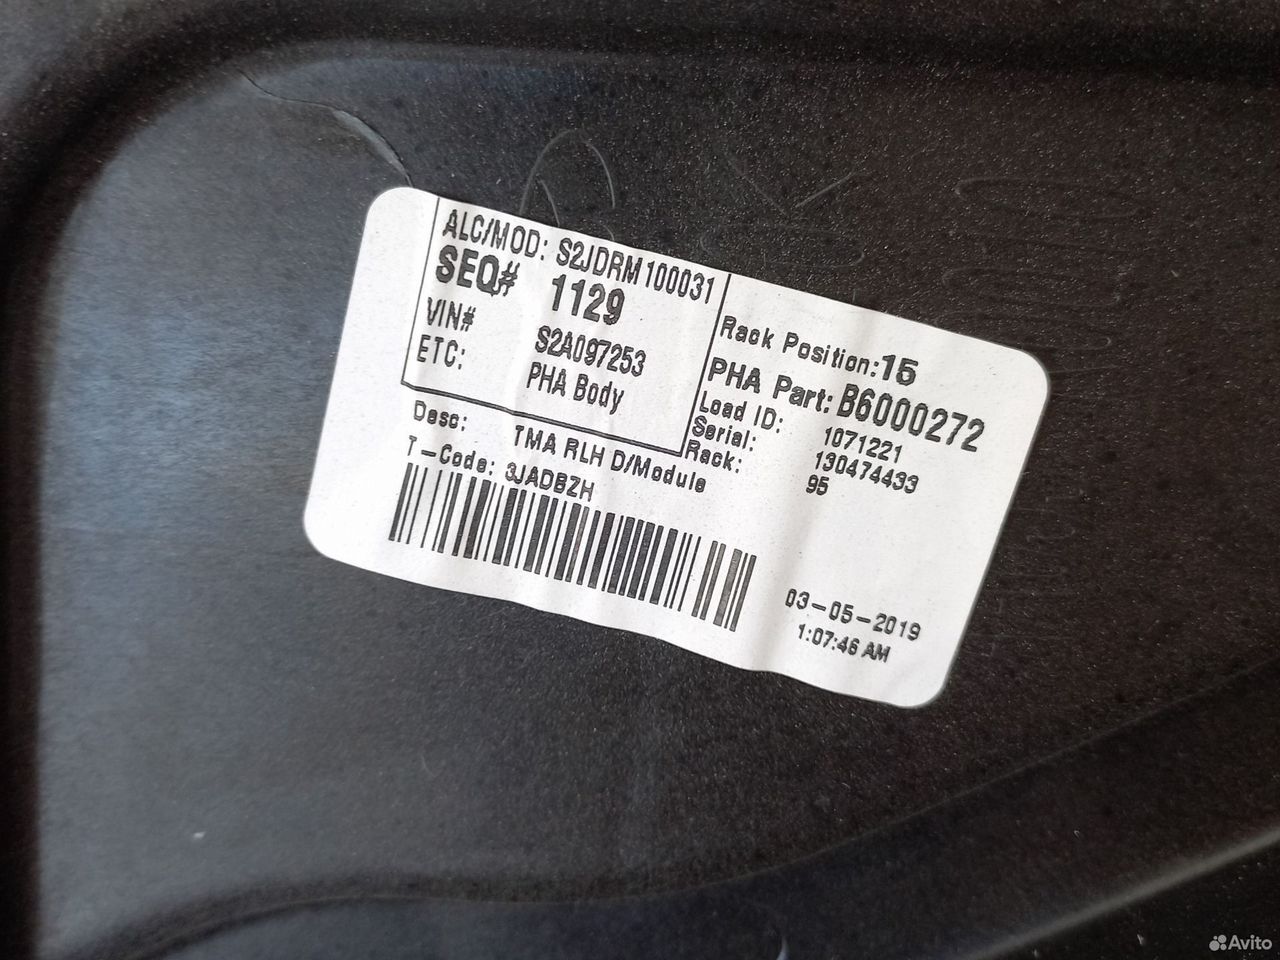 ALC/MOD: S2JDRM100031
SEQ# 1129
VIN# S2A097253
ETC: PHA Body
Rack Position:15
PHA Part: B6000272
Load ID: 1071221
Serial: 130474433
Rack: 95
Desc: TMA RLH D/Module
T-Code: 3JADBZH
03-05-2019
1:07:46 AM
Avito